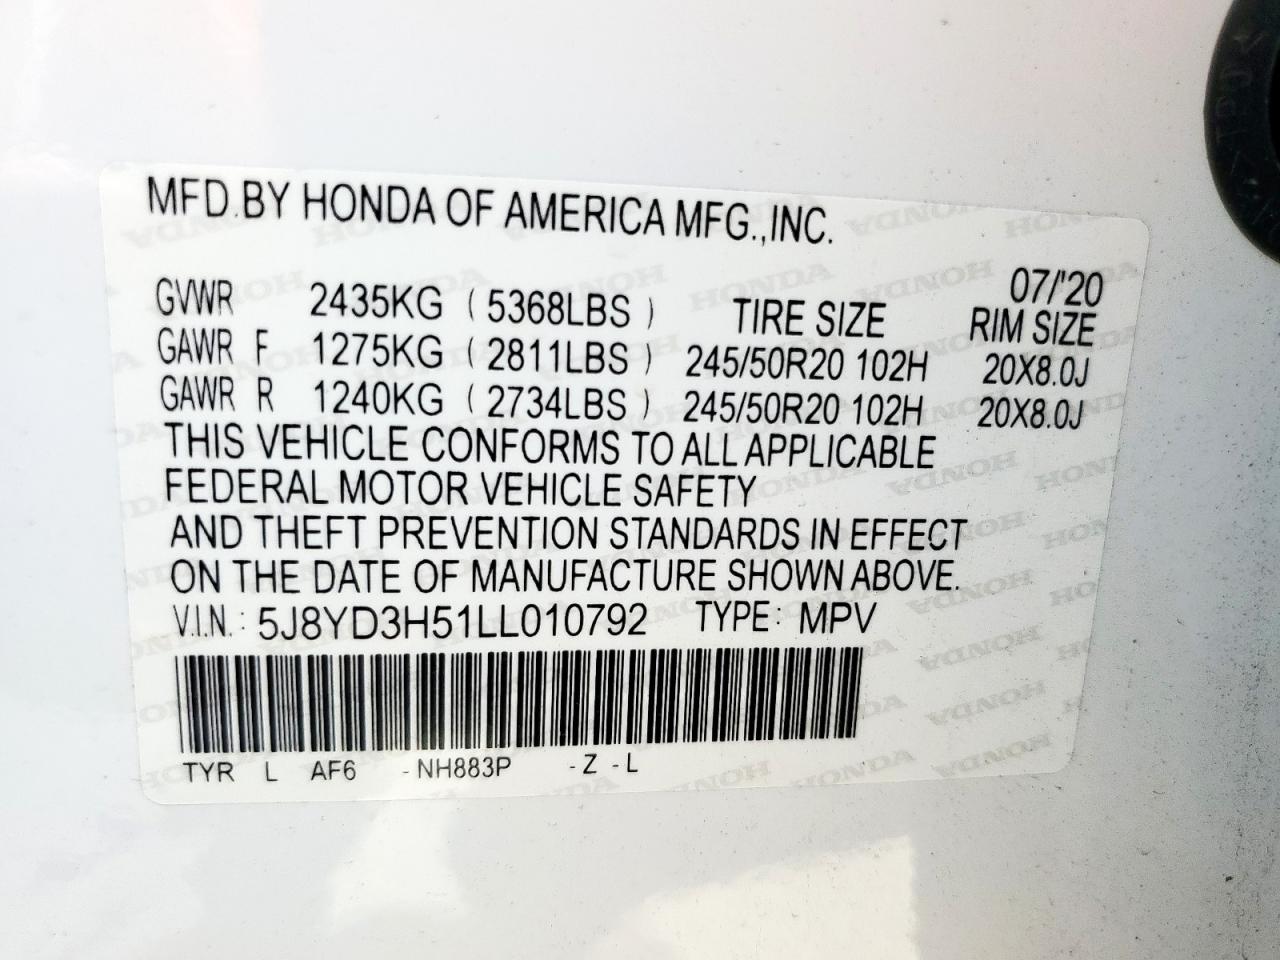 MFD.BY HONDA OF AMERICA MFG.,INC.
07/'20
GVWR 2435KG ( 5368LBS ) TIRE SIZE RIM SIZE
GAWR F 1275KG ( 2811LBS ) 245/50R20 102H 20X8.0J
GAWR R 1240KG ( 2734LBS ) 245/50R20 102H 20X8.0J
THIS VEHICLE CONFORMS TO ALL APPLICABLE
FEDERAL MOTOR VEHICLE SAFETY
AND THEFT PREVENTION STANDARDS IN EFFECT
ON THE DATE OF MANUFACTURE SHOWN ABOVE.
V.I.N.: 5J8YD3H51LL010792 TYPE: MPV
TYR L AF6 -NH883P -Z -L